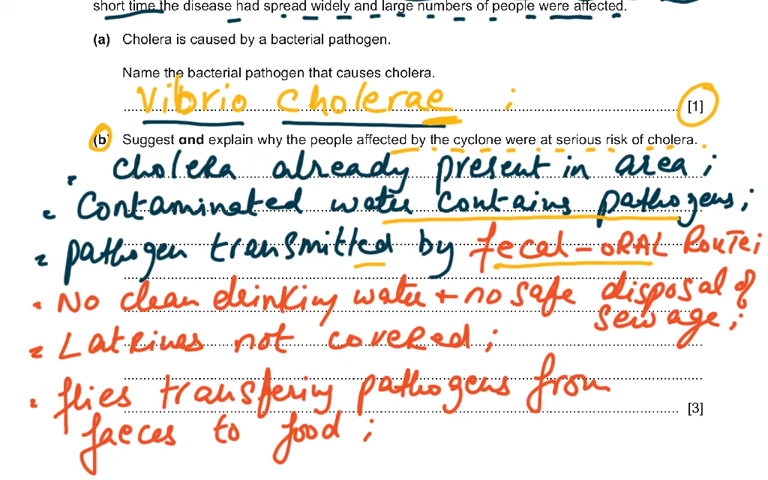 short time the disease had spread widely and large numbers of people were affected.
(a) Cholera is caused by a bacterial pathogen.
Name the bacterial pathogen that causes cholera.
Vibrio cholerae ; [1]
(b) Suggest and explain why the people affected by the cyclone were at serious risk of cholera.
Cholera already present in area ;
Contaminated water contains pathogens ;
pathogen transmitted by fecal-ORAL Route ;
No clean drinking water + no safe disposal of
sewage ;
Latrines not covered ;
flies transfering pathogens from
[3]
faeces to food ;